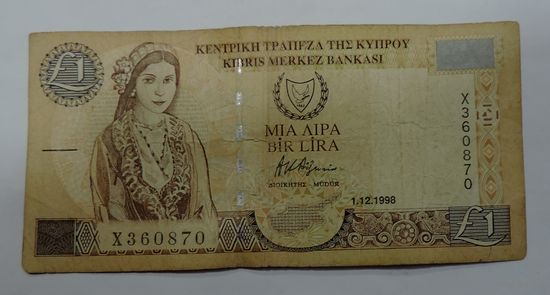 ΚΕΝΤΡΙΚΗ ΤΡΑΠΕΖΑ ΤΗΣ ΚΥΠΡΟΥ
KIBRIS MERKEZ BANKASI
£1
ΜΙΑ ΛΙΡΑ
BİR LİRA
ΔΙΟΙΚΗΤΗΣ - MÜDÜR
1.12.1998
X360870
X360870
£1